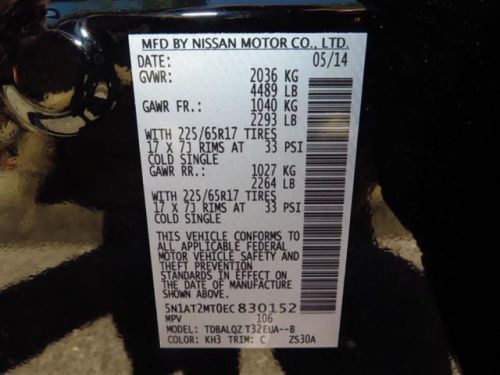 MFD BY NISSAN MOTOR CO., LTD.
DATE: 05/14
GVWR: 2036 KG
4489 LB
GAWR FR.: 1040 KG
2293 LB
WITH 225/65R17 TIRES
17 X 7J RIMS AT 33 PSI
COLD SINGLE
GAWR RR.: 1027 KG
2264 LB
WITH 225/65R17 TIRES
17 X 7J RIMS AT 33 PSI
COLD SINGLE
THIS VEHICLE CONFORMS TO
ALL APPLICABLE FEDERAL
MOTOR VEHICLE SAFETY AND
THEFT PREVENTION
STANDARDS IN EFFECT ON
THE DATE OF MANUFACTURE
SHOWN ABOVE.
5N1AT2MT0EC830152
MPV 106
MODEL: TDBALQZ T32EUA--B
COLOR: KH3 TRIM: C ZS30A